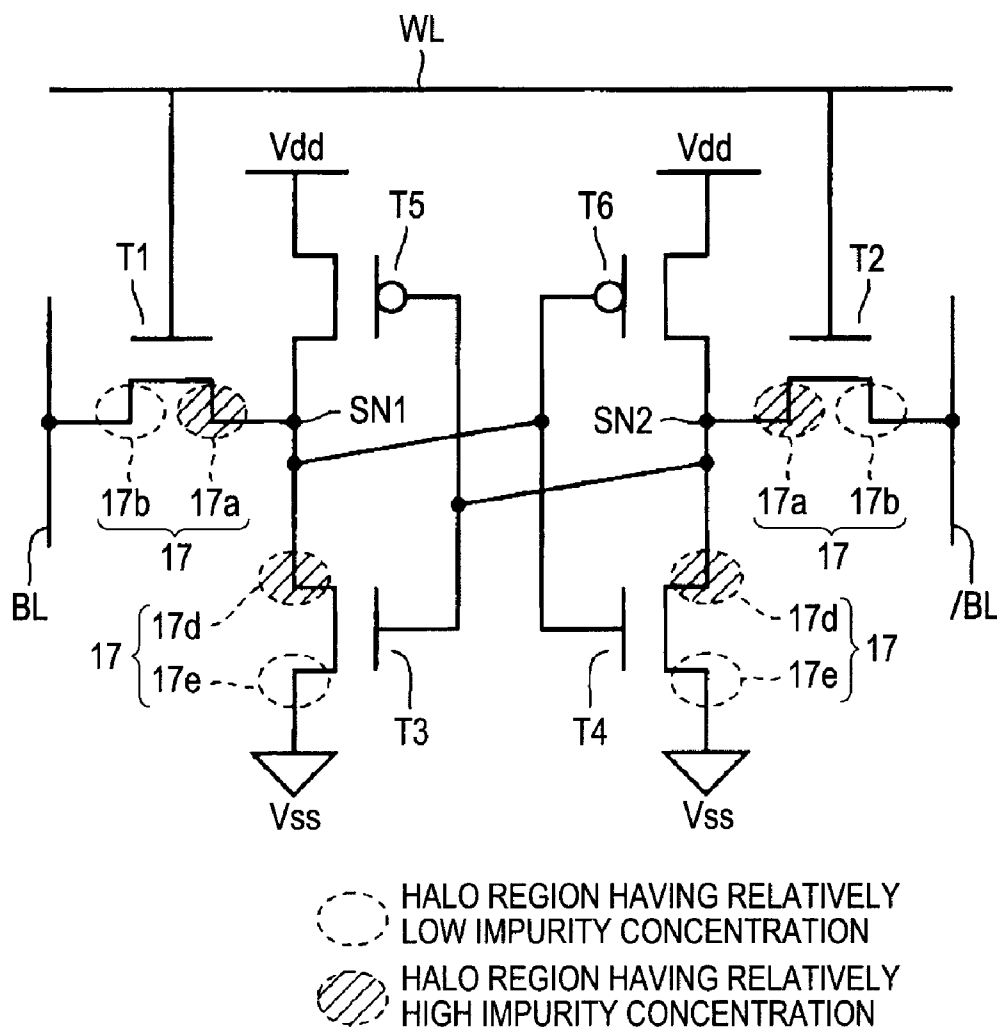 WL
Vdd
Vdd
T5
T6
T1
T2
SN1
SN2
17b
17a
17a
17b
17
17
BL
/BL
17d
17d
17
17
17e
17e
T3
T4
Vss
Vss
HALO REGION HAVING RELATIVELY
LOW IMPURITY CONCENTRATION
HALO REGION HAVING RELATIVELY
HIGH IMPURITY CONCENTRATION